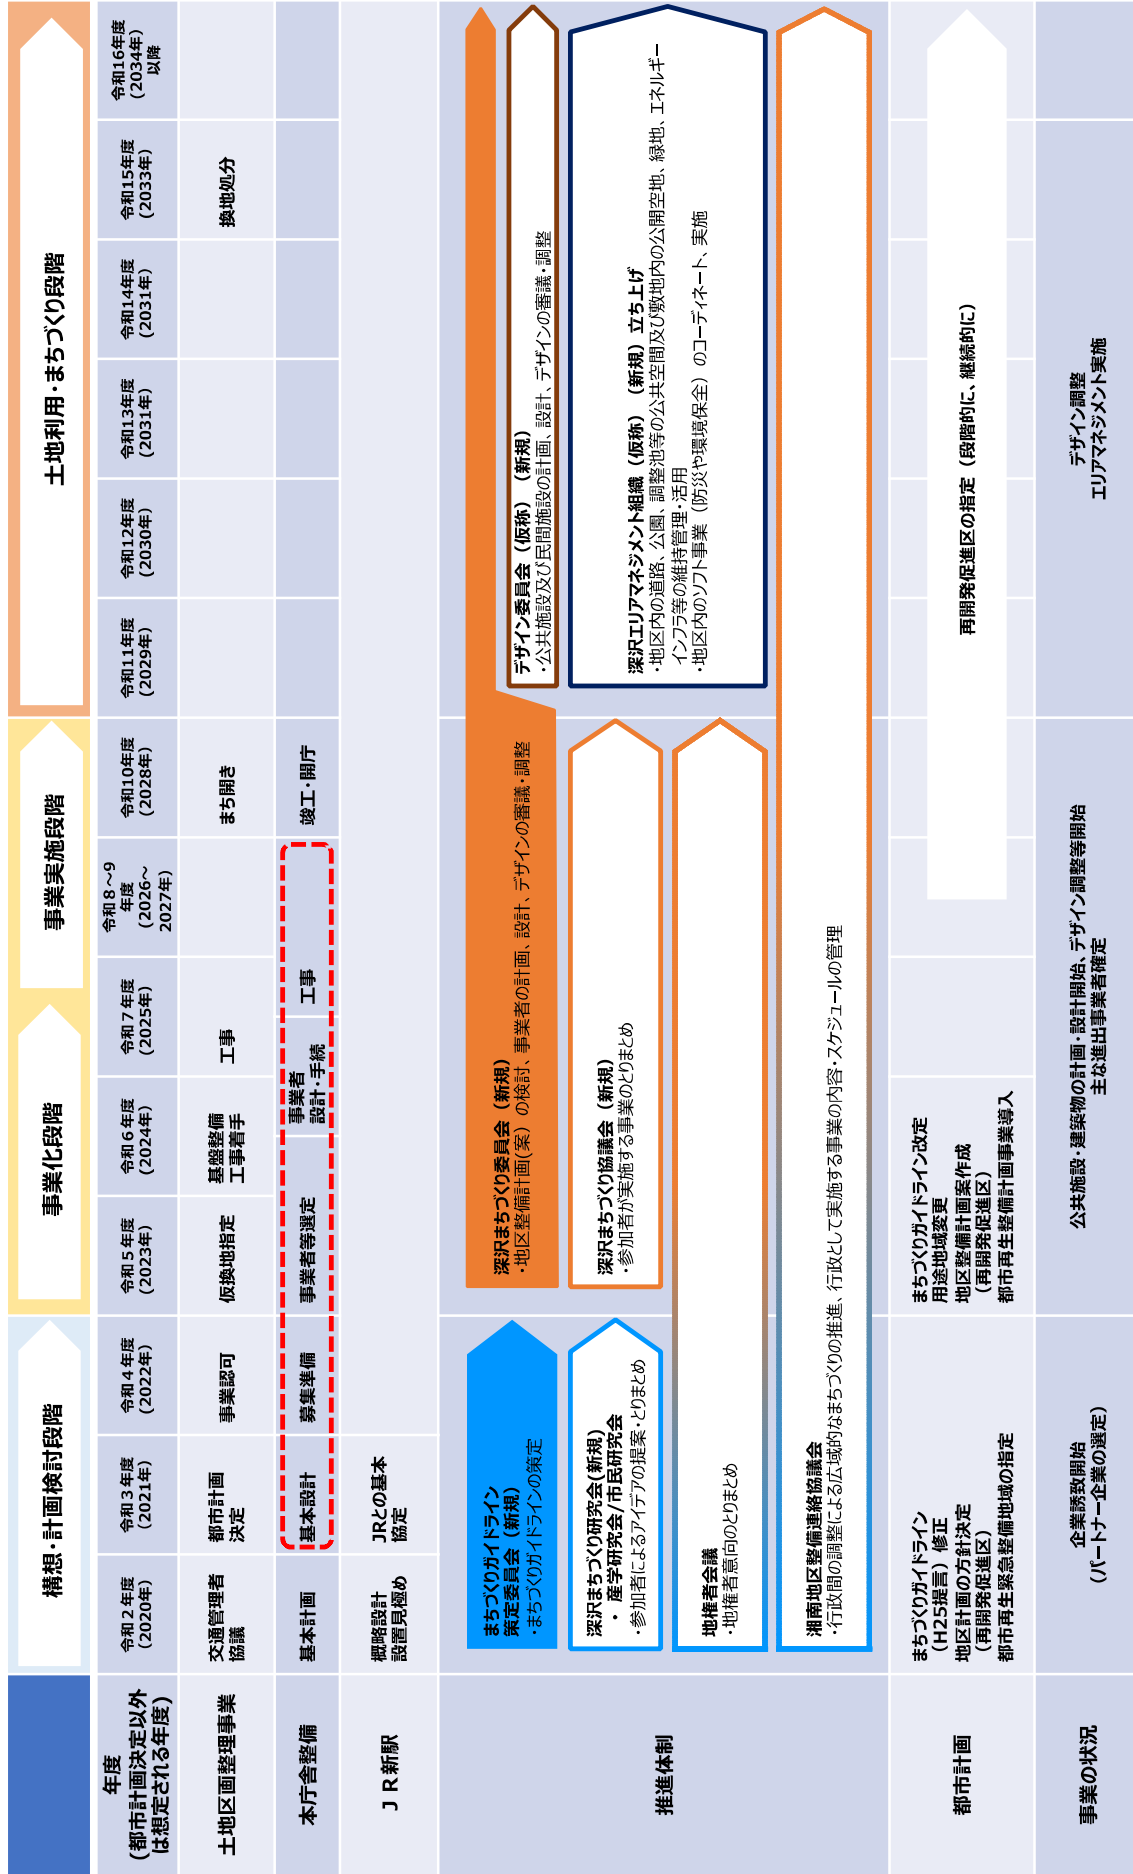 構想・計画検討段階
事業化段階
事業実施段階
土地利用・まちづくり段階
年度
(都市計画決定以外
は想定される年度)
令和２年度
(2020年)
令和３年度
(2021年)
令和４年度
(2022年)
令和５年度
(2023年)
令和６年度
(2024年)
令和７年度
(2025年)
令和８～９
年度
(2026～
2027年)
令和10年度
(2028年)
令和11年度
(2029年)
令和12年度
(2030年)
令和13年度
(2031年)
令和14年度
(2031年)
令和15年度
(2033年)
令和16年度
(2034年)
以降
土地区画整理事業
交通管理者
協議
都市計画
決定
事業認可
仮換地指定
基盤整備
工事着手
工事
まち開き
換地処分
本庁舎整備
基本計画
基本設計
募集準備
事業者等選定
事業者
設計・手続
工事
竣工・開庁
ＪＲ新駅
概略設計
設置見極め
JRとの基本
協定
推進体制
まちづくりガイドライン
策定委員会（新規）
・まちづくりガイドラインの策定
深沢まちづくり委員会（新規）
・地区整備計画(案）の検討、事業者の計画、設計、デザインの審議・調整
デザイン委員会（仮称）（新規）
・公共施設及び民間施設の計画、設計、デザインの審議・調整
深沢まちづくり研究会(新規)
・ 産学研究会/市民研究会
・参加者によるアイデアの提案・とりまとめ
深沢まちづくり協議会（新規）
・参加者が実施する事業のとりまとめ
深沢エリアマネジメント組織（仮称）（新規）立ち上げ
・地区内の道路、公園、調整池等の公共空間及び敷地内の公開空地、緑地、エネルギー
インフラ等の維持管理・活用
・地区内のソフト事業（防災や環境保全）のコーディネート、実施
地権者会議
・地権者意向のとりまとめ
湘南地区整備連絡協議会
・行政間の調整による広域的なまちづくりの推進、行政として実施する事業の内容・スケジュールの管理
都市計画
まちづくりガイドライン
（H25提言）修正
地区計画の方針決定
（再開発促進区）
都市再生緊急整備地域の指定
まちづくりガイドライン改定
用途地域変更
地区整備計画案作成
（再開発促進区）
都市再生整備計画事業導入
再開発促進区の指定（段階的に、継続的に）
事業の状況
企業誘致開始
（パートナー企業の選定）
公共施設・建築物の計画・設計開始、デザイン調整等開始
主な進出事業者確定
デザイン調整
エリアマネジメント実施